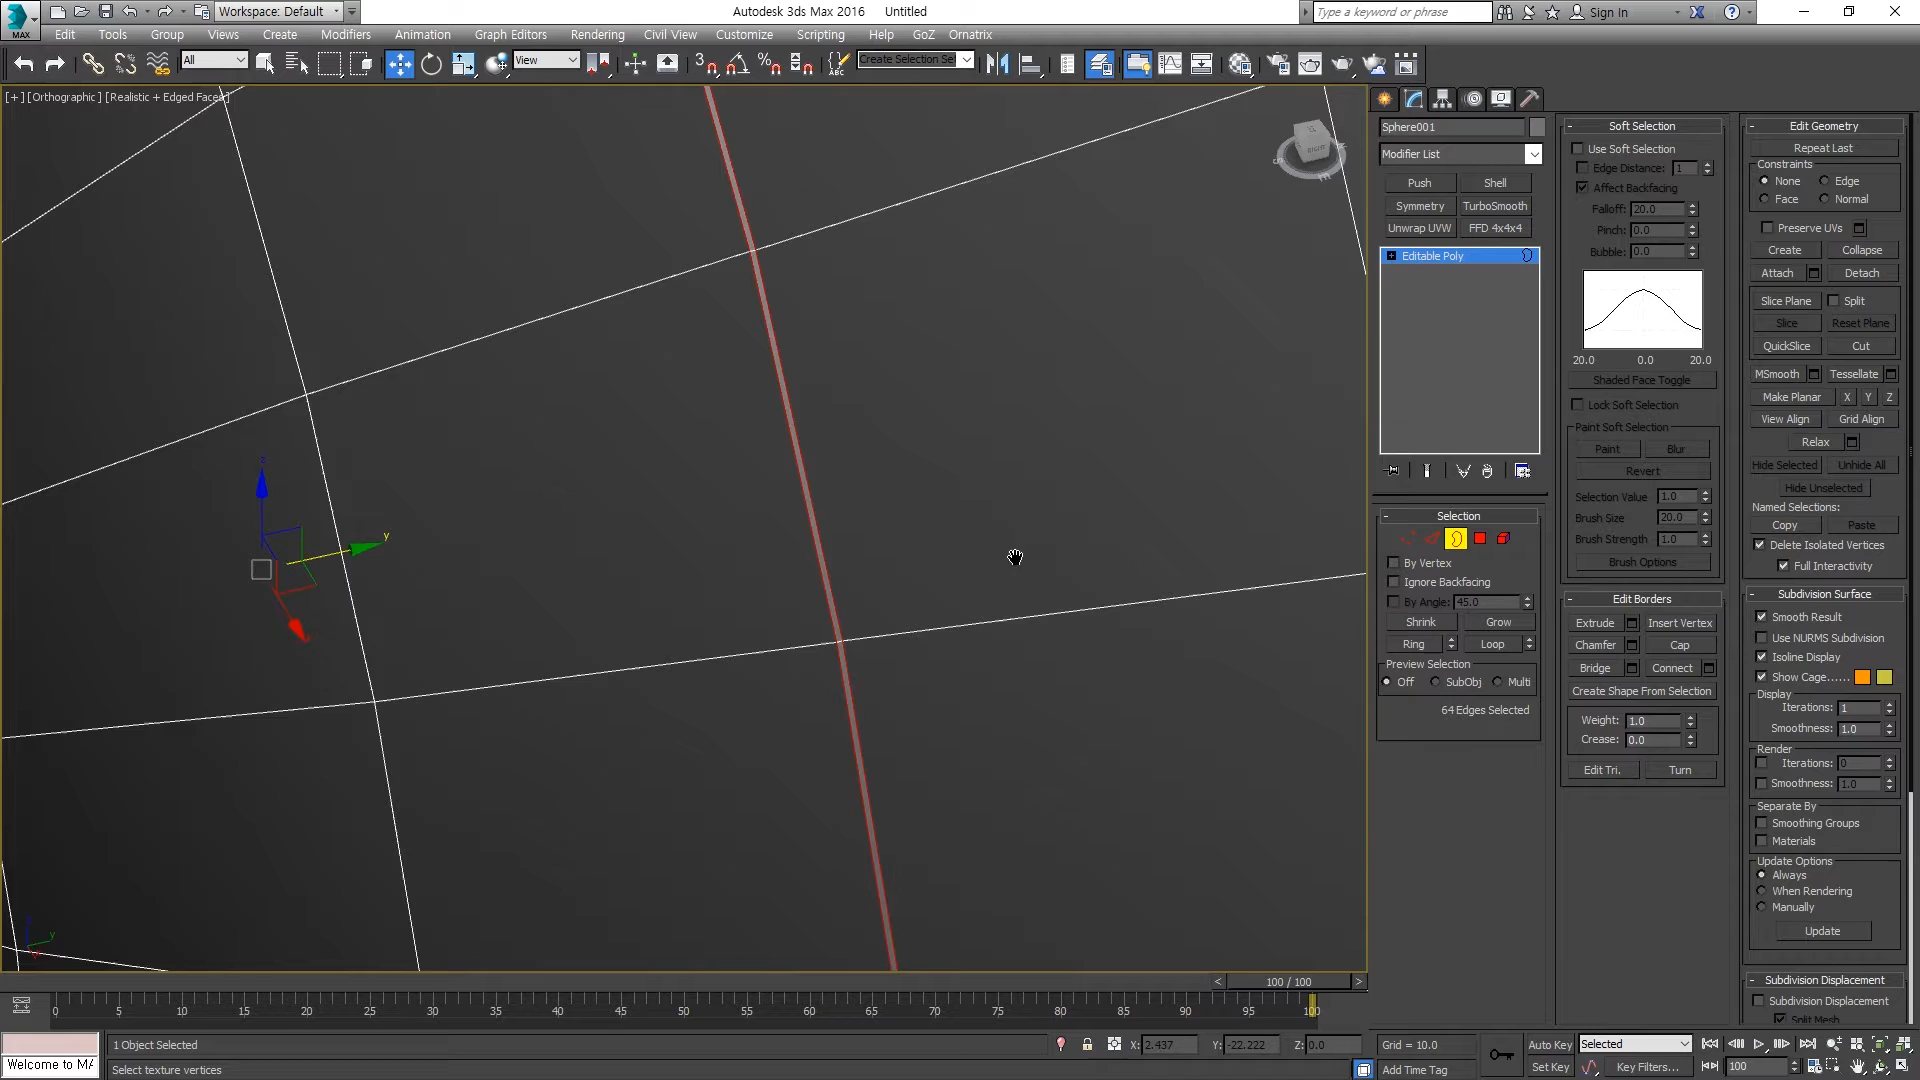 Workspace: Default
Autodesk 3ds Max 2016 Untitled
Type a keyword or phrase
Sign In
MAX
Edit Tools Group Views Create Modifiers Animation Graph Editors Rendering Civil View Customize Scripting Help GoZ Ornatrix
All
View
3
ABC
Create Selection Se
[+] [Orthographic] [Realistic + Edged Faces]
RIGHT
z
y
y
Sphere001
Modifier List
Push Shell
Symmetry TurboSmooth
Unwrap UVW FFD 4x4x4
Editable Poly
Selection
By Vertex
Ignore Backfacing
By Angle: 45.0
Shrink Grow
Ring Loop
Preview Selection
Off SubObj Multi
64 Edges Selected
Soft Selection
Use Soft Selection
Edge Distance: 1
Affect Backfacing
Falloff: 20.0
Pinch: 0.0
Bubble: 0.0
20.0 0.0 20.0
Shaded Face Toggle
Lock Soft Selection
Paint Soft Selection
Paint Blur
Revert
Selection Value 1.0
Brush Size 20.0
Brush Strength 1.0
Brush Options
Edit Borders
Extrude Insert Vertex
Chamfer Cap
Bridge Connect
Create Shape From Selection
Weight: 1.0
Crease: 0.0
Edit Tri. Turn
Edit Geometry
Repeat Last
Constraints
None Edge
Face Normal
Preserve UVs
Create Collapse
Attach Detach
Slice Plane Split
Slice Reset Plane
QuickSlice Cut
MSmooth Tessellate
Make Planar X Y Z
View Align Grid Align
Relax
Hide Selected Unhide All
Hide Unselected
Named Selections:
Copy Paste
Delete Isolated Vertices
Full Interactivity
Subdivision Surface
Smooth Result
Use NURMS Subdivision
Isoline Display
Show Cage......
Display
Iterations: 1
Smoothness: 1.0
Render
Iterations: 0
Smoothness: 1.0
Separate By
Smoothing Groups
Materials
Update Options
Always
When Rendering
Manually
Update
Subdivision Displacement
Subdivision Displacement
Split Mesh
< 100 / 100 >
0 5 10 15 20 25 30 35 40 45 50 55 60 65 70 75 80 85 90 95 100
1 Object Selected
X: 2.437 Y: -22.222 Z: 0.0 Grid = 10.0
Auto Key Selected
Welcome to MA
Select texture vertices
Add Time Tag
Set Key Key Filters... 100